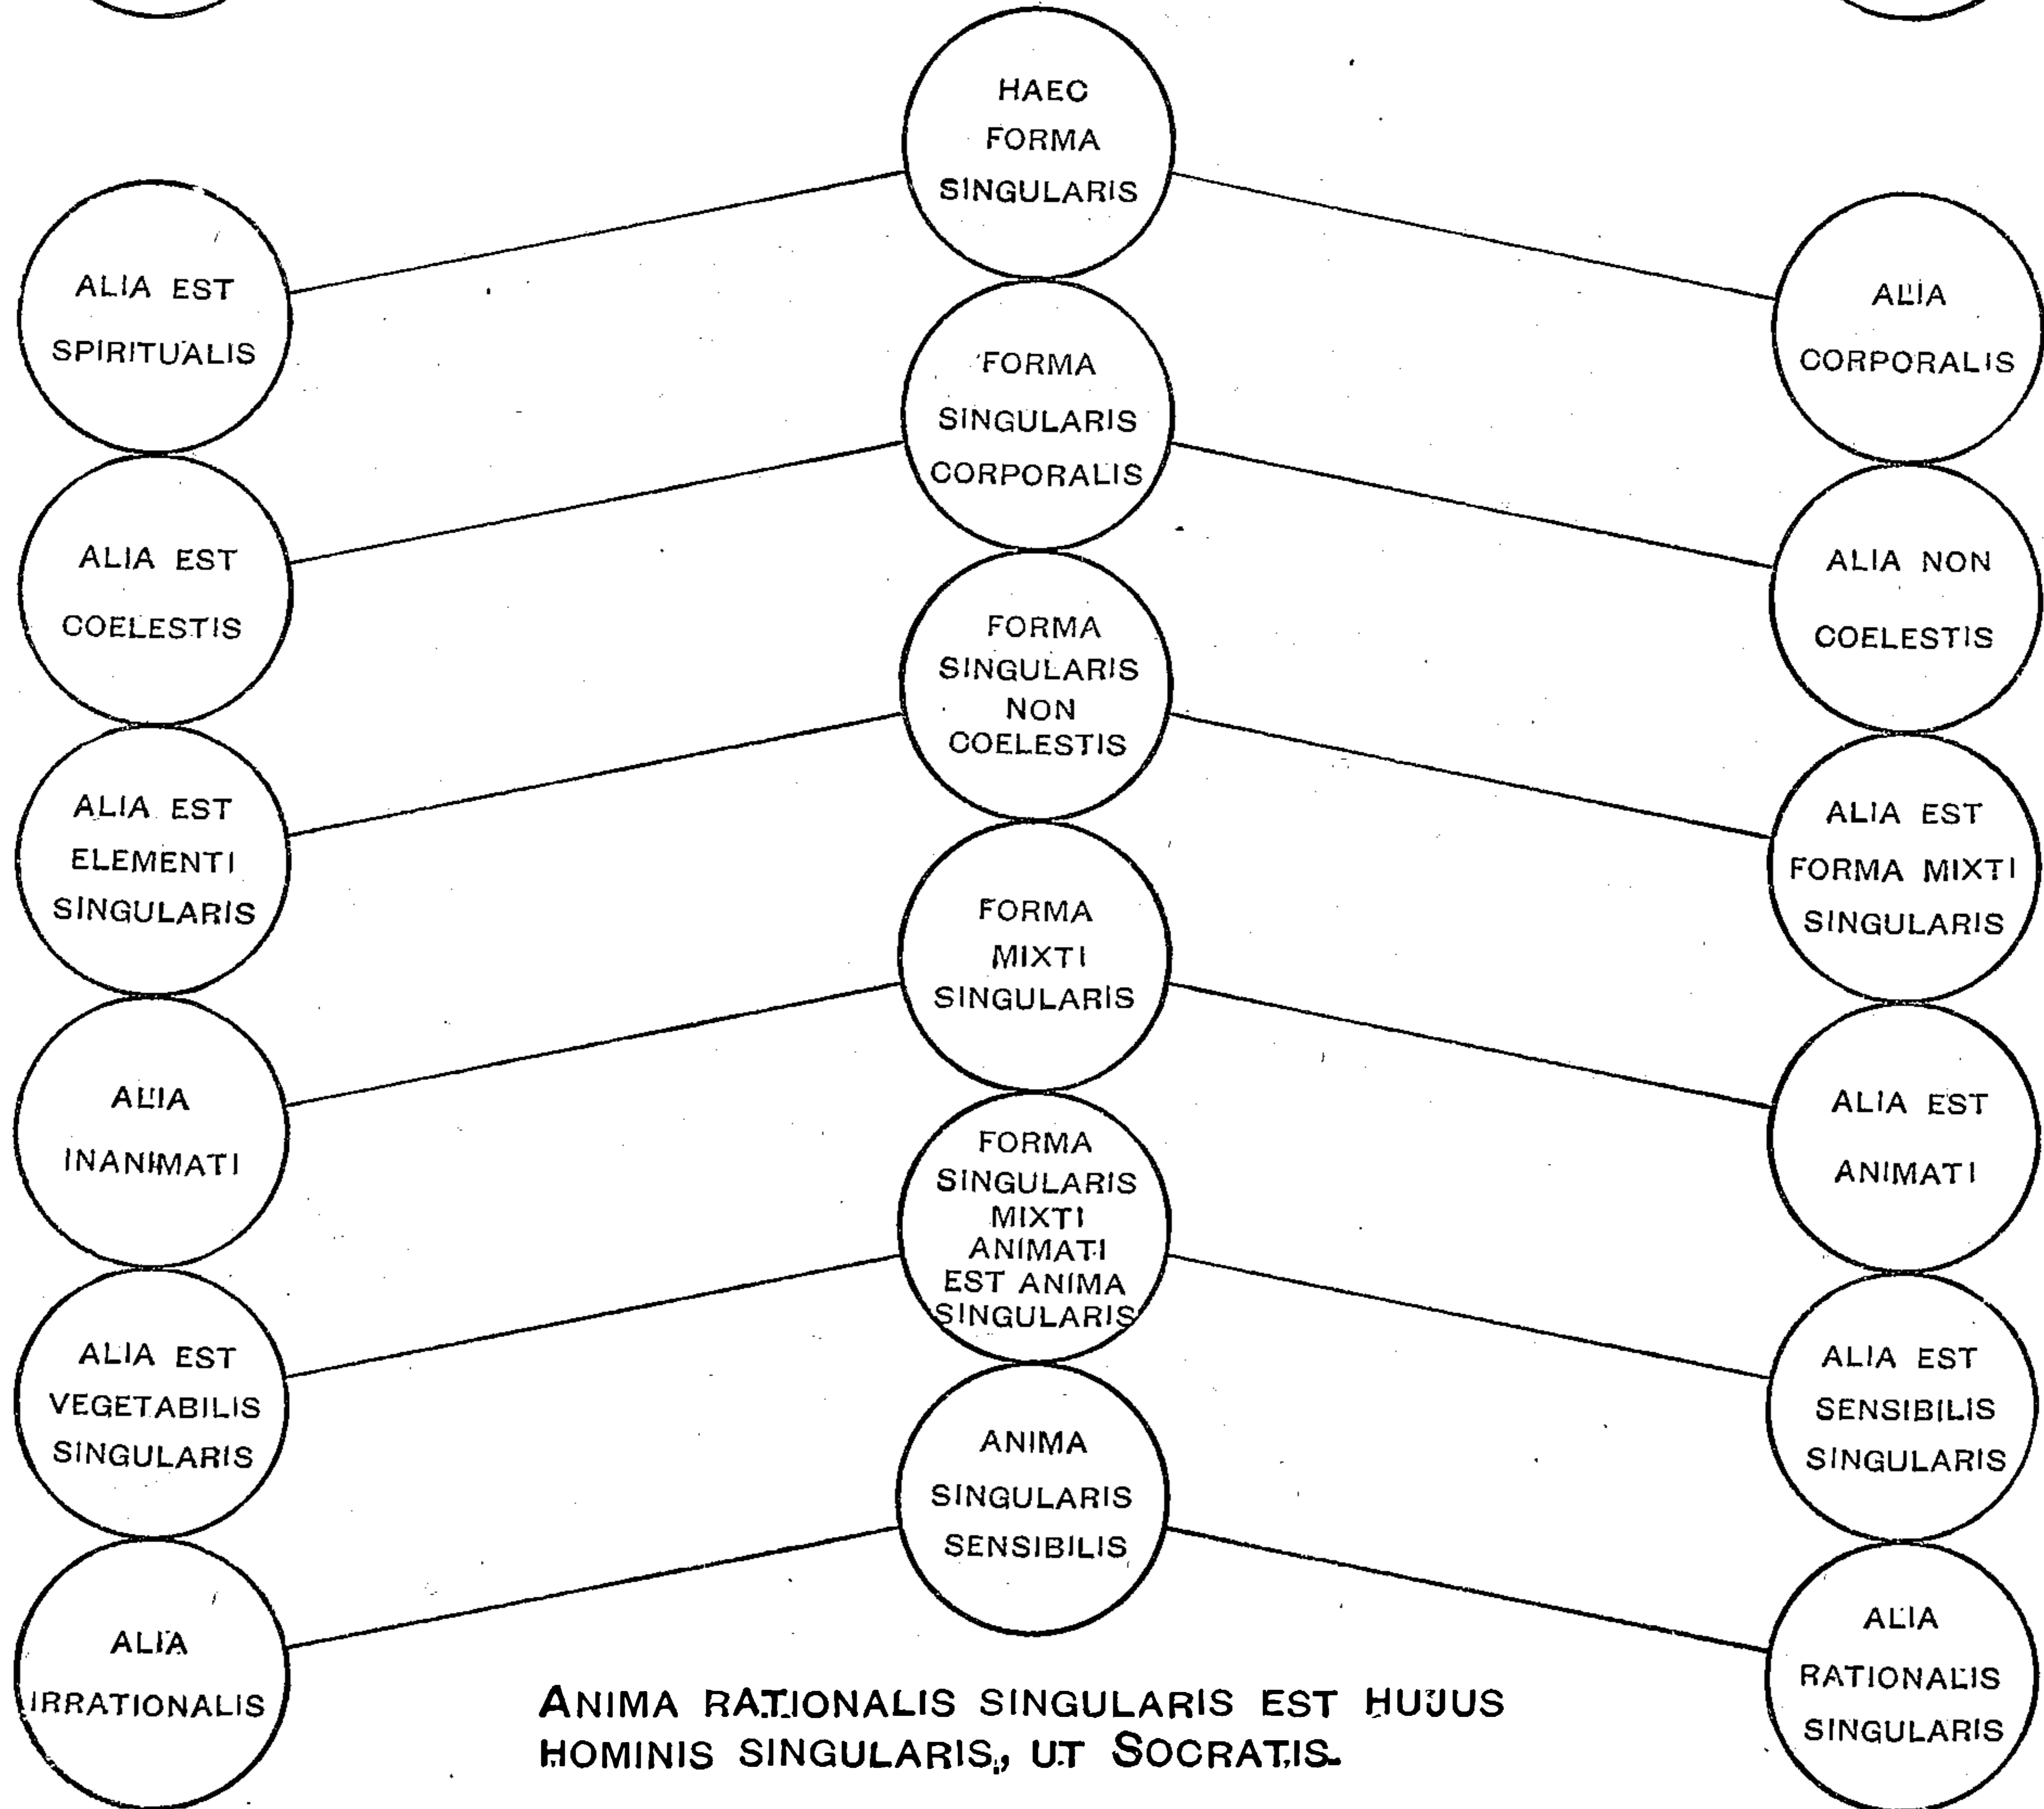 HAEC
FORMA
SINGULARIS
ALIA EST
SPIRITUALIS
ALIA
CORPORALIS
FORMA
SINGULARIS
CORPORALIS
ALIA EST
COELESTIS
ALIA NON
COELESTIS
FORMA
SINGULARIS
NON
COELESTIS
ALIA EST
ELEMENTI
SINGULARIS
ALIA EST
FORMA MIXTI
SINGULARIS
FORMA
MIXTI
SINGULARIS
ALIA
INANIMATI
ALIA EST
ANIMATI
FORMA
SINGULARIS
MIXTI
ANIMATI
EST ANIMA
SINGULARIS
ALIA EST
VEGETABILIS
SINGULARIS
ALIA EST
SENSIBILIS
SINGULARIS
ANIMA
SINGULARIS
SENSIBILIS
ALIA
IRRATIONALIS
ALIA
RATIONALIS
SINGULARIS
ANIMA RATIONALIS SINGULARIS EST HUJUS
HOMINIS SINGULARIS, UT SOCRATIS.